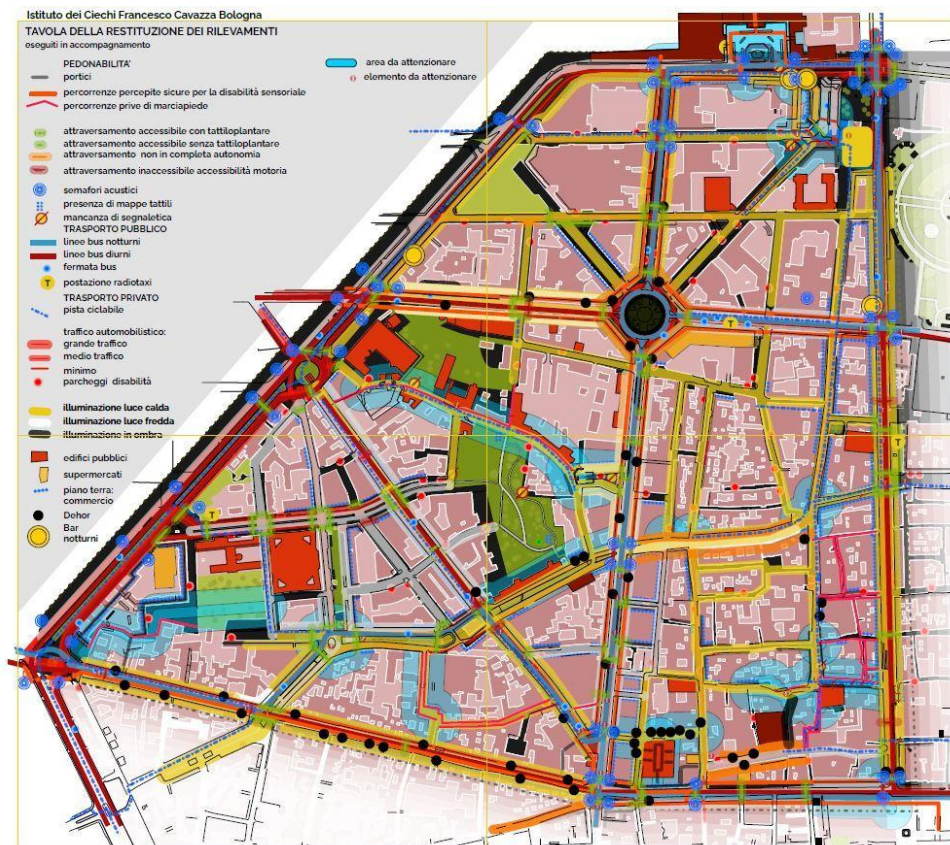 Istituto dei Ciechi Francesco Cavazza Bologna
TAVOLA DELLA RESTITUZIONE DEI RILEVAMENTI
eseguiti in accompagnamento
PEDONABILITA'
portici
percorrenze percepite sicure per la disabilità sensoriale
percorrenze prive di marciapiede
area da attenzionare
elemento da attenzionare
attraversamento accessibile con tattiloplantare
attraversamento accessibile senza tattiloplantare
attraversamento non in completa autonomia
attraversamento inaccessibile accessibilità motoria
semafori acustici
presenza di mappe tattili
mancanza di segnaletica
TRASPORTO PUBBLICO
linee bus notturni
linee bus diurni
fermata bus
T postazione radiotaxi
TRASPORTO PRIVATO
pista ciclabile
traffico automobilistico:
grande traffico
medio traffico
minimo
parcheggi disabilità
illuminazione luce calda
illuminazione luce fredda
illuminazione in ombra
edifici pubblici
supermercati
piano terra:
commercio
Dehor
Bar
notturni
T
T
T